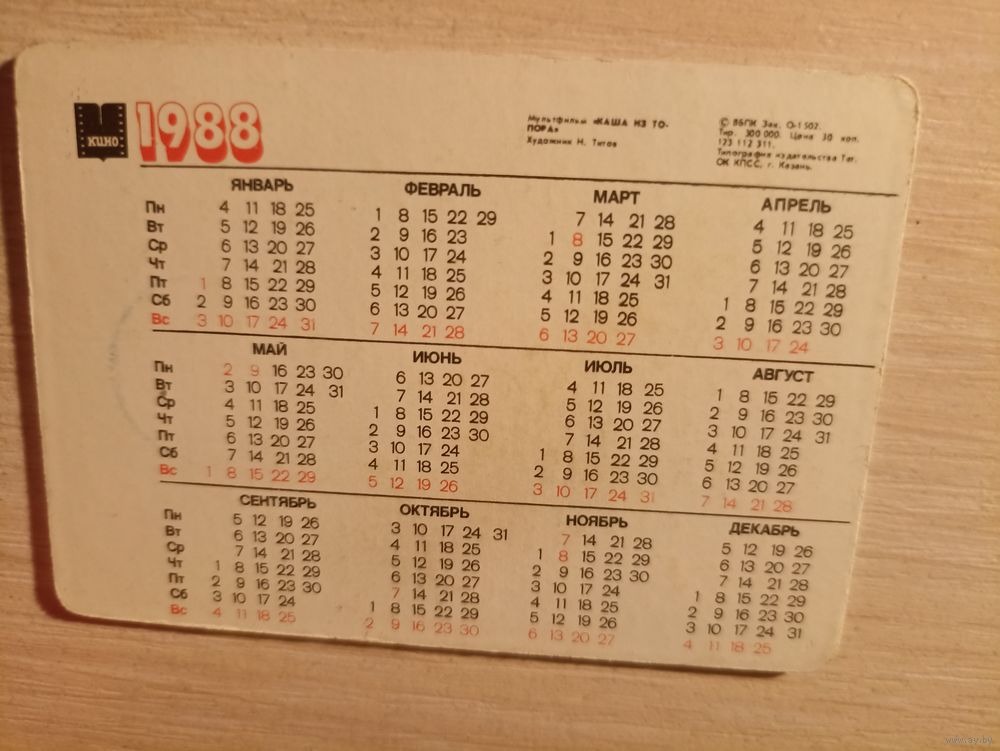 КИНО
1988
Мультфильм «КАША ИЗ ТО-
ПОРА»
Художник Н. Титов
© ВБПК Зак. О-1502.
Тир. 300 000. Цена 30 коп.
123 112 311.
Типография издательства Тат.
ОК КПСС, г. Казань.
ЯНВАРЬ ФЕВРАЛЬ МАРТ АПРЕЛЬ
Пн 4 11 18 25 1 8 15 22 29 7 14 21 28 4 11 18 25
Вт 5 12 19 26 2 9 16 23 1 8 15 22 29 5 12 19 26
Ср 6 13 20 27 3 10 17 24 2 9 16 23 30 6 13 20 27
Чт 7 14 21 28 4 11 18 25 3 10 17 24 31 7 14 21 28
Пт 1 8 15 22 29 5 12 19 26 4 11 18 25 1 8 15 22 29
Сб 2 9 16 23 30 6 13 20 27 5 12 19 26 2 9 16 23 30
Вс 3 10 17 24 31 7 14 21 28 6 13 20 27 3 10 17 24
МАЙ ИЮНЬ ИЮЛЬ АВГУСТ
Пн 2 9 16 23 30 6 13 20 27 4 11 18 25 1 8 15 22 29
Вт 3 10 17 24 31 7 14 21 28 5 12 19 26 2 9 16 23 30
Ср 4 11 18 25 1 8 15 22 29 6 13 20 27 3 10 17 24 31
Чт 5 12 19 26 2 9 16 23 30 7 14 21 28 4 11 18 25
Пт 6 13 20 27 3 10 17 24 1 8 15 22 29 5 12 19 26
Сб 7 14 21 28 4 11 18 25 2 9 16 23 30 6 13 20 27
Вс 1 8 15 22 29 5 12 19 26 3 10 17 24 31 7 14 21 28
СЕНТЯБРЬ ОКТЯБРЬ НОЯБРЬ ДЕКАБРЬ
Пн 5 12 19 26 3 10 17 24 31 7 14 21 28 5 12 19 26
Вт 6 13 20 27 4 11 18 25 1 8 15 22 29 6 13 20 27
Ср 7 14 21 28 5 12 19 26 2 9 16 23 30 7 14 21 28
Чт 1 8 15 22 29 6 13 20 27 3 10 17 24 1 8 15 22 29
Пт 2 9 16 23 30 7 14 21 28 4 11 18 25 2 9 16 23 30
Сб 3 10 17 24 1 8 15 22 29 5 12 19 26 3 10 17 24 31
Вс 4 11 18 25 2 9 16 23 30 6 13 20 27 4 11 18 25
www.ay.by